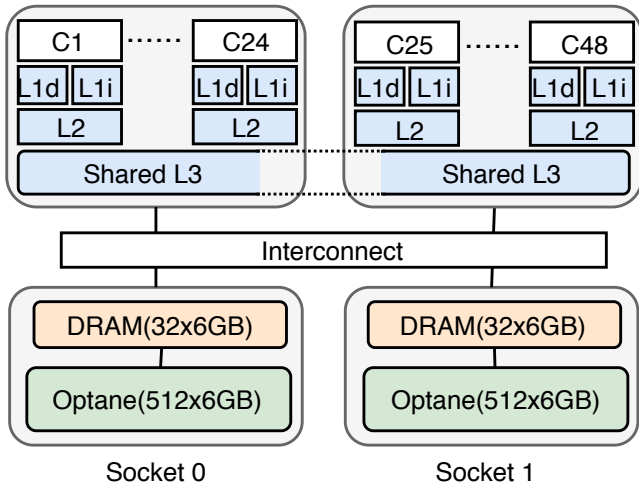 C1 ...... C24
L1d L1i L1d L1i
L2 L2
Shared L3
C25 ...... C48
L1d L1i L1d L1i
L2 L2
Shared L3
Interconnect
DRAM(32x6GB)
Optane(512x6GB)
DRAM(32x6GB)
Optane(512x6GB)
Socket 0
Socket 1